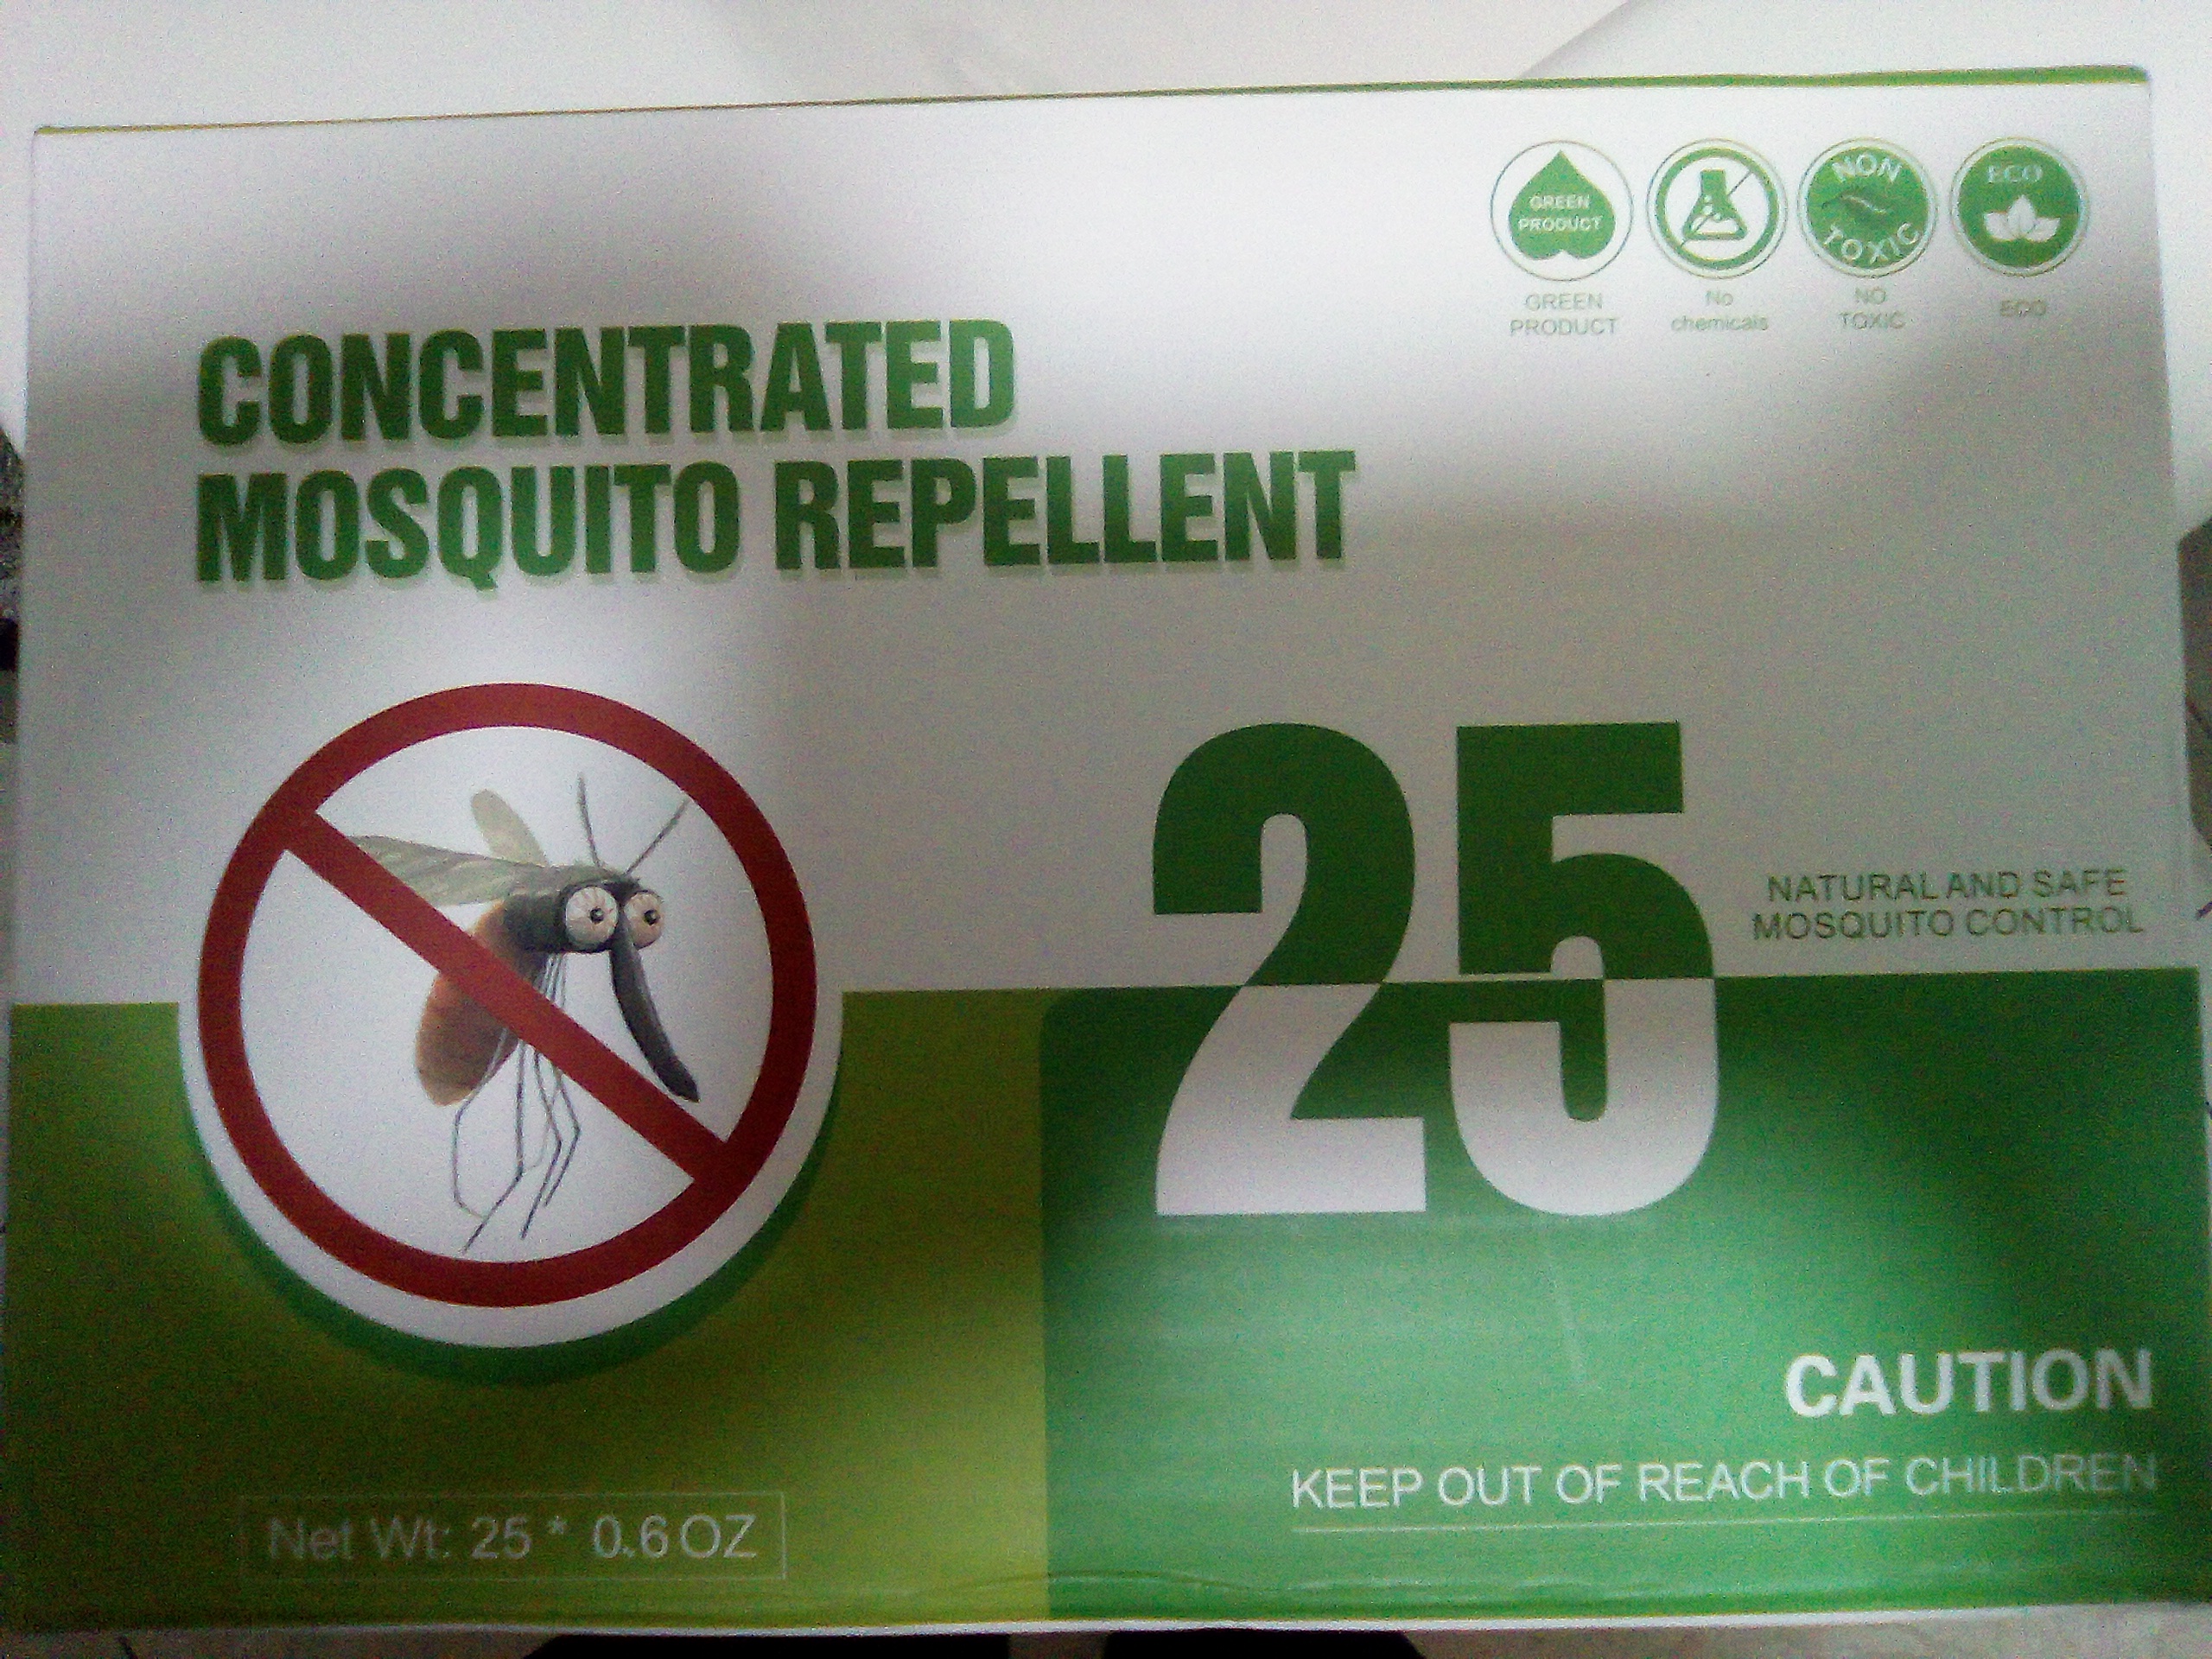 GREEN
PRODUCT
NON
TOXIC
ECO
GREEN
PRODUCT
No
chemicals
NO
TOXIC
ECO
CONCENTRATED
MOSQUITO REPELLENT
25
NATURAL AND SAFE
MOSQUITO CONTROL
CAUTION
KEEP OUT OF REACH OF CHILDREN
Net Wt: 25 * 0.6 OZ